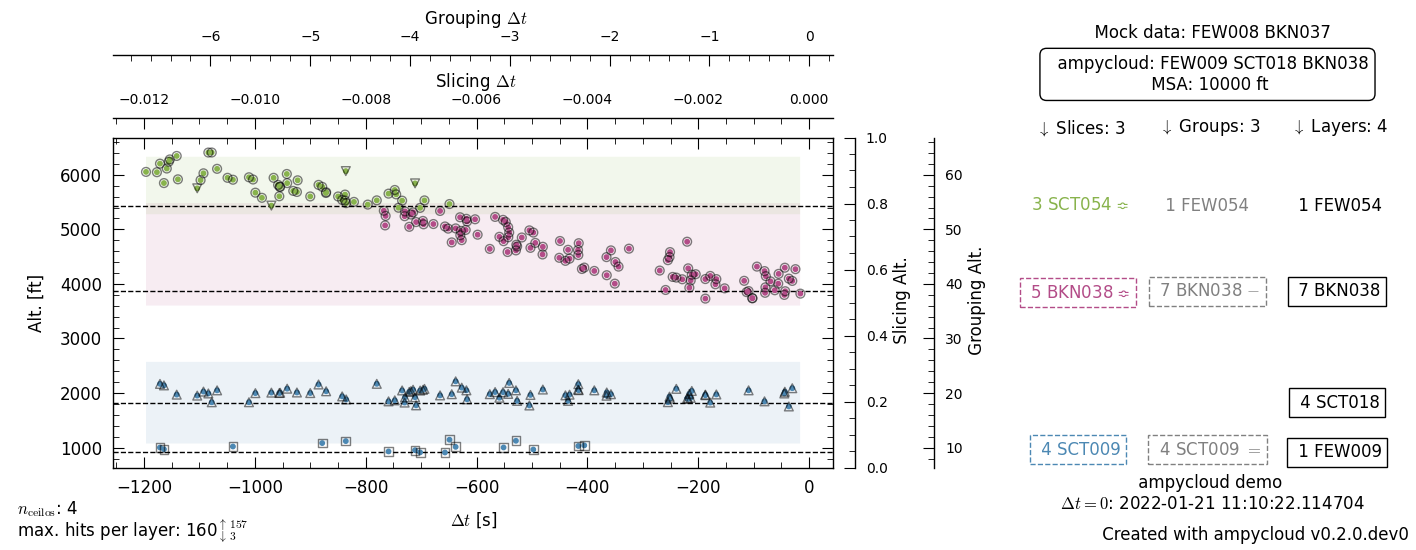 Grouping Δt
−6 −5 −4 −3 −2 −1 0
Slicing Δt
−0.012 −0.010 −0.008 −0.006 −0.004 −0.002 0.000
Alt. [ft]
6000
5000
4000
3000
2000
1000
−1200 −1000 −800 −600 −400 −200 0
Δt [s]
1.0
0.8
0.6
0.4
0.2
0.0
Slicing Alt.
60
50
40
30
20
10
Grouping Alt.
Mock data: FEW008 BKN037
ampycloud: FEW009 SCT018 BKN038
MSA: 10000 ft
↓ Slices: 3 ↓ Groups: 3 ↓ Layers: 4
3 SCT054 ≎ 1 FEW054 1 FEW054
5 BKN038 ≎ 7 BKN038 − 7 BKN038
4 SCT018
4 SCT009 4 SCT009 = 1 FEW009
ampycloud demo
Δt = 0: 2022-01-21 11:10:22.114704
Created with ampycloud v0.2.0.dev0
n_ceilos: 4
max. hits per layer: 160 ↑157 ↓3